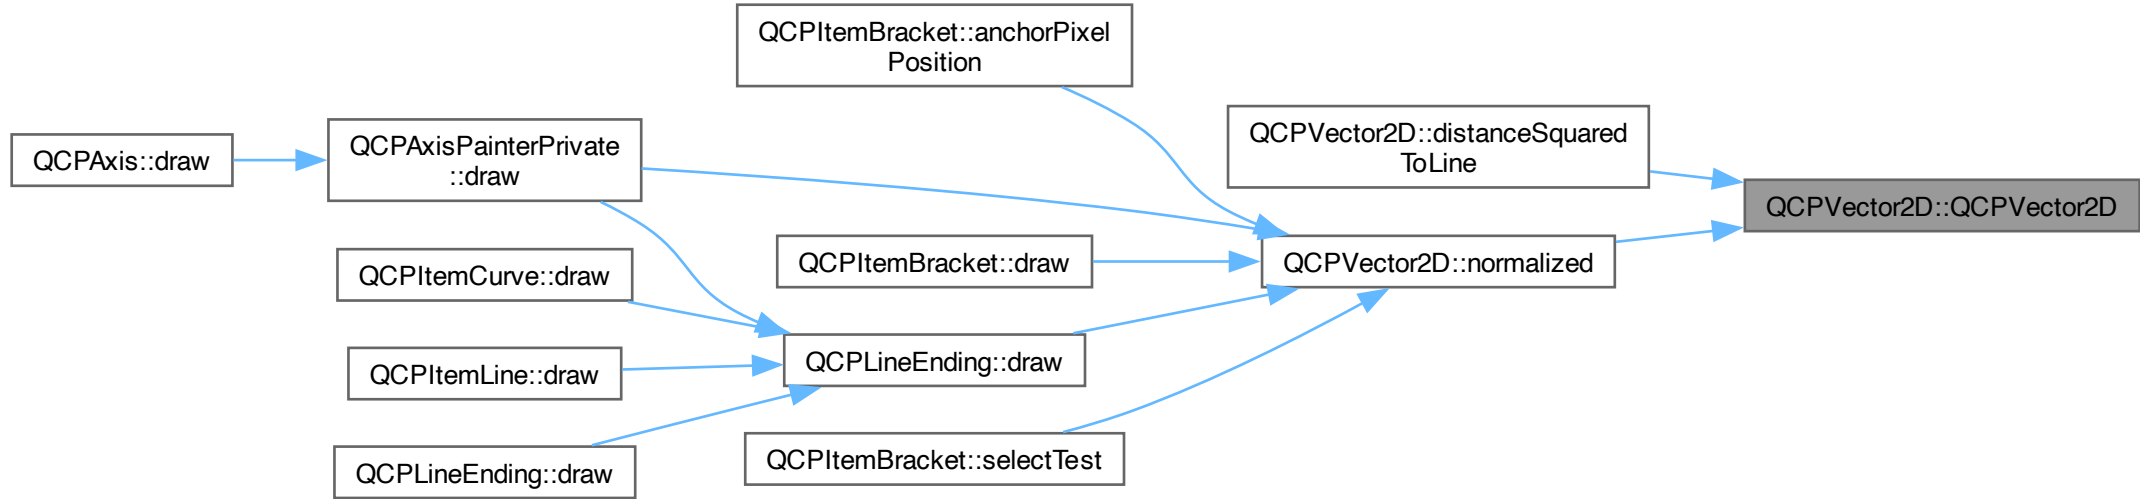 QCPItemBracket::anchorPixel
Position
QCPVector2D::distanceSquared
ToLine
QCPAxisPainterPrivate
::draw
QCPAxis::draw
QCPVector2D::QCPVector2D
QCPItemBracket::draw
QCPVector2D::normalized
QCPItemCurve::draw
QCPLineEnding::draw
QCPItemLine::draw
QCPItemBracket::selectTest
QCPLineEnding::draw